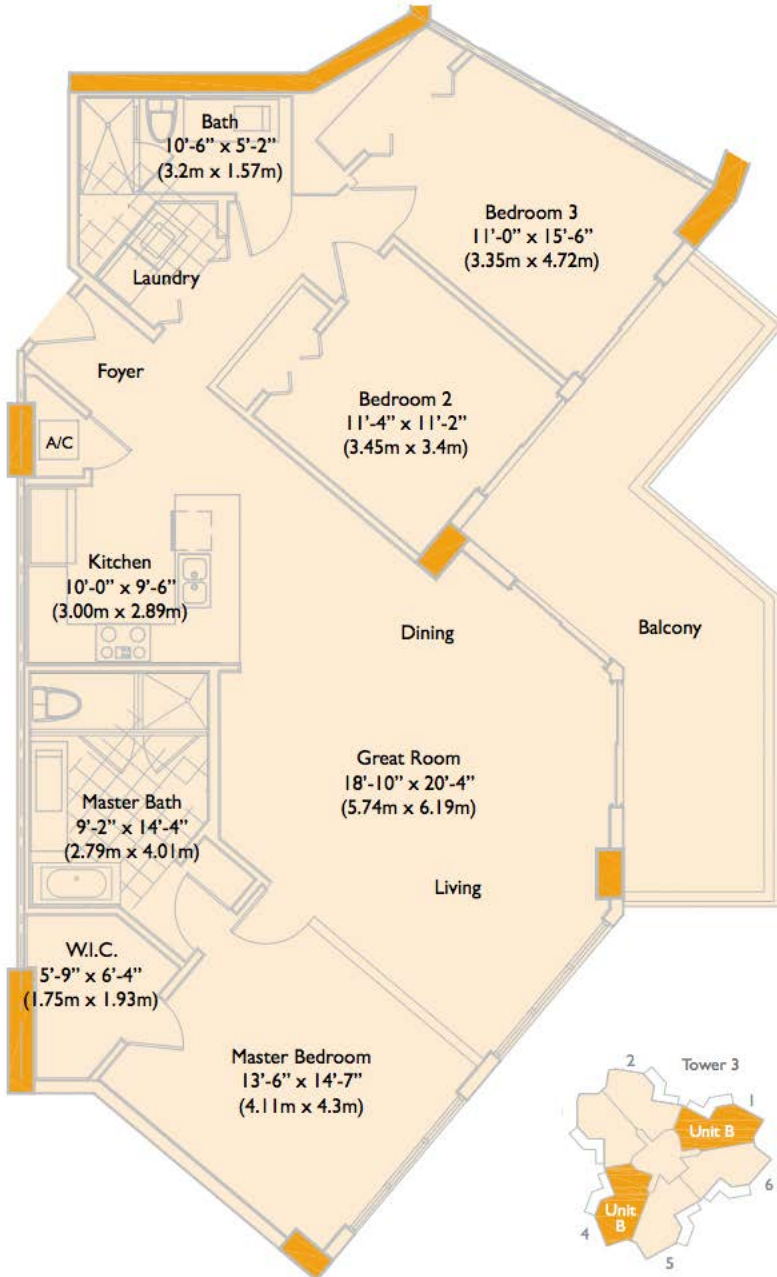 Bath
10'-6” x 5'-2”
(3.2m x 1.57m)
Bedroom 3
11'-0” x 15'-6”
(3.35m x 4.72m)
Laundry
Foyer
Bedroom 2
11'-4” x 11'-2”
(3.45m x 3.4m)
A/C
Kitchen
10'-0” x 9'-6”
(3.00m x 2.89m)
Dining
Balcony
Great Room
18'-10” x 20'-4”
(5.74m x 6.19m)
Master Bath
9'-2” x 14'-4”
(2.79m x 4.01m)
Living
W.I.C.
5'-9” x 6'-4”
(1.75m x 1.93m)
Master Bedroom
13'-6” x 14'-7”
(4.11m x 4.3m)
Tower 3
2
1
Unit B
6
Unit
B
4
5